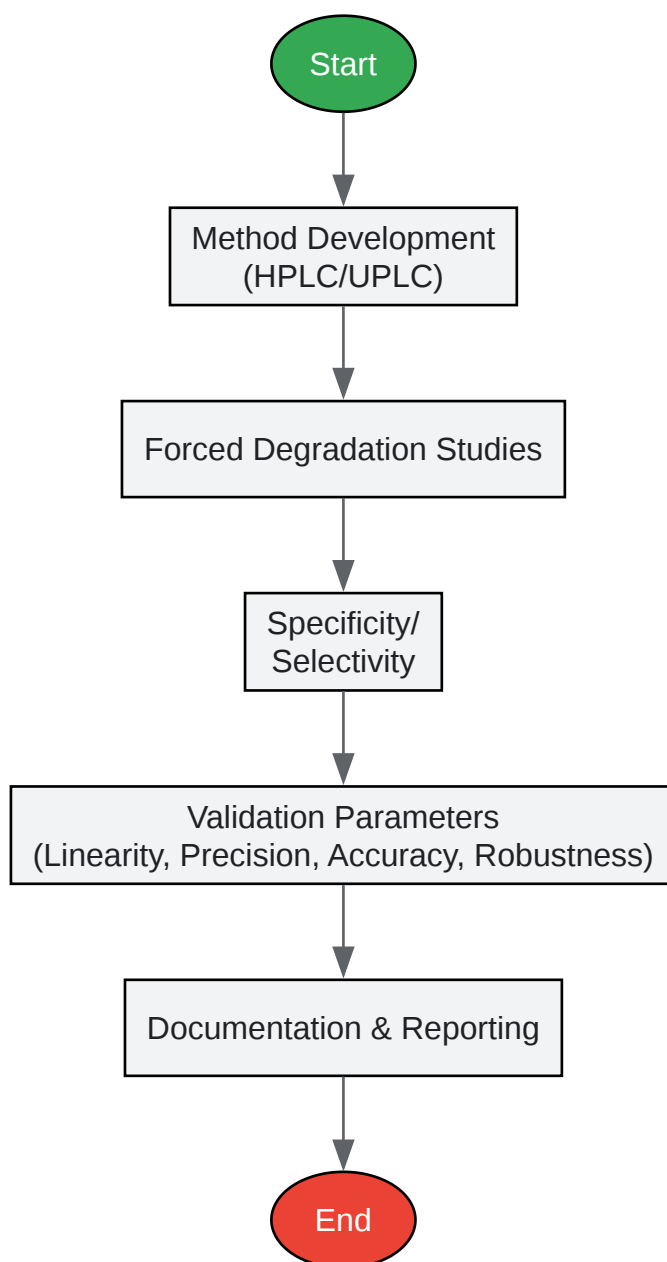 Start
Method Development
(HPLC/UPLC)
Forced Degradation Studies
Specificity/
Selectivity
Validation Parameters
(Linearity, Precision, Accuracy, Robustness)
Documentation & Reporting
End